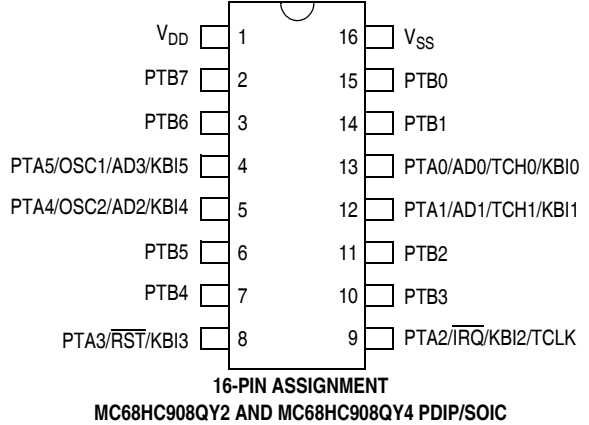 VDD 1 16 VSS
PTB7 2 15 PTB0
PTB6 3 14 PTB1
PTA5/OSC1/AD3/KBI5 4 13 PTA0/AD0/TCH0/KBI0
PTA4/OSC2/AD2/KBI4 5 12 PTA1/AD1/TCH1/KBI1
PTB5 6 11 PTB2
PTB4 7 10 PTB3
PTA3/R̅S̅T̅/KBI3 8 9 PTA2/I̅R̅Q̅/KBI2/TCLK
16-PIN ASSIGNMENT
MC68HC908QY2 AND MC68HC908QY4 PDIP/SOIC